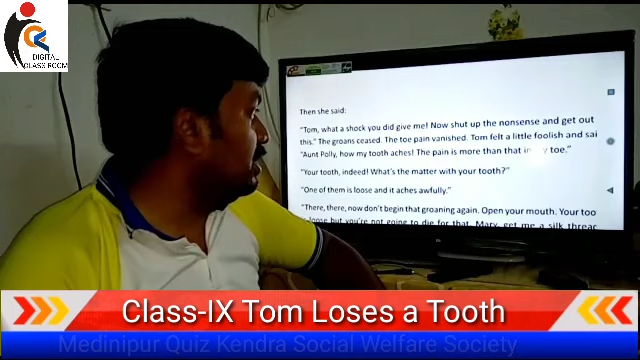 DIGITAL
CLASS ROOM
Then she said:
"Tom, what a shock you did give me! Now shut up the nonsense and get out
this." The groans ceased. The toe pain vanished. Tom felt a little foolish and sai
"Aunt Polly, how my tooth aches! The pain is more than that in toe."
"Your tooth, indeed! What's the matter with your tooth?"
"One of them is loose and it aches awfully."
"There, there, now don't begin that groaning again. Open your mouth. Your too
loose but you're not going to die for that. Mary, get me a silk threac
Class-IX Tom Loses a Tooth
Medinipur Quiz Kendra Social Welfare Society